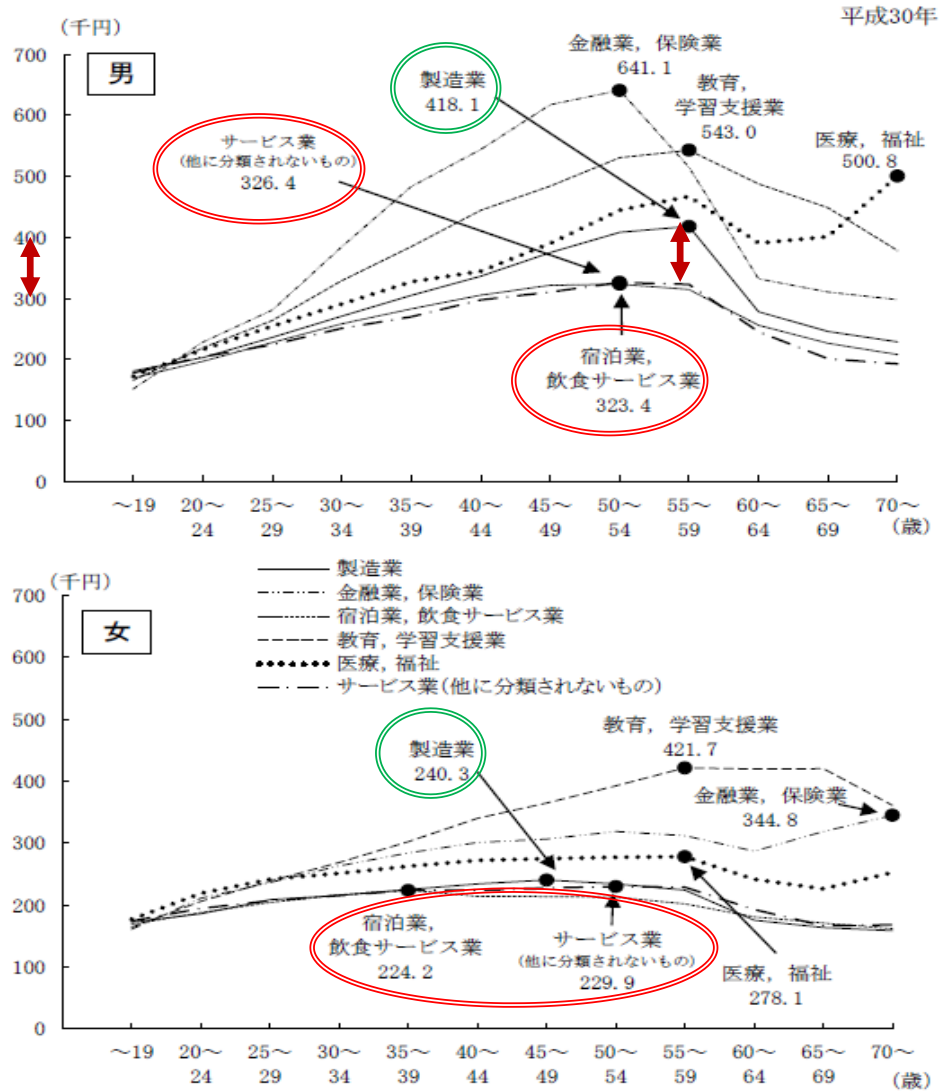 平成30年
(千円)
男
700
600
500
400
300
200
100
0
金融業, 保険業
641.1
製造業
418.1
教育,
学習支援業
543.0
医療, 福祉
500.8
サービス業
(他に分類されないもの)
326.4
宿泊業,
飲食サービス業
323.4
～19 20～ 25～ 30～ 35～ 40～ 45～ 50～ 55～ 60～ 65～ 70～
24 29 34 39 44 49 54 59 64 69 (歳)
(千円)
女
700
600
500
400
300
200
100
0
製造業
金融業, 保険業
宿泊業, 飲食サービス業
教育, 学習支援業
医療, 福祉
サービス業(他に分類されないもの)
教育, 学習支援業
421.7
製造業
240.3
金融業, 保険業
344.8
宿泊業,
飲食サービス業
224.2
サービス業
(他に分類されないもの)
229.9
医療, 福祉
278.1
～19 20～ 25～ 30～ 35～ 40～ 45～ 50～ 55～ 60～ 65～ 70～
24 29 34 39 44 49 54 59 64 69 (歳)